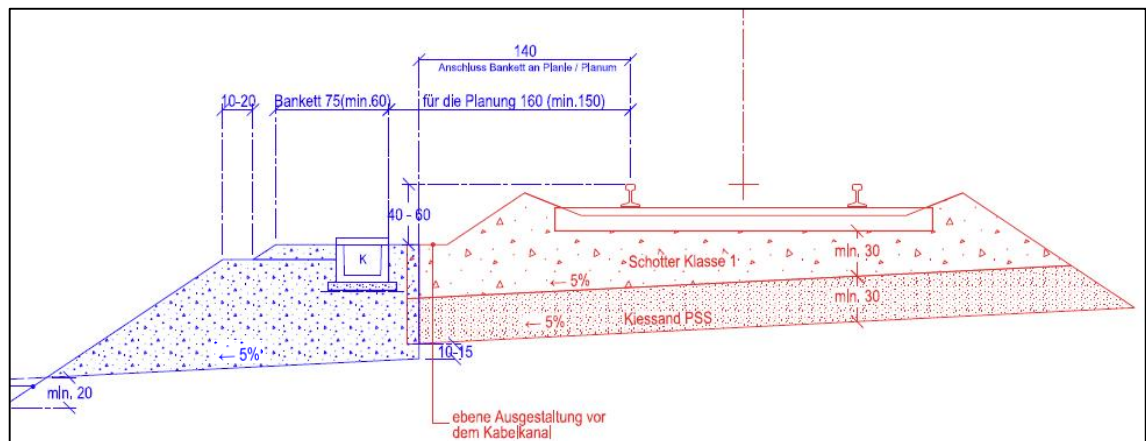 140
Anschluss Bankett an Planie / Planum
10-20
Bankett 75(min.60)
für die Planung 160 (min.150)
40 - 60
K
Schotter Klasse 1
min. 30
← 5%
min. 30
← 5%
Kiessand PSS
← 5%
10-15
min. 20
ebene Ausgestaltung vor
dem Kabelkanal